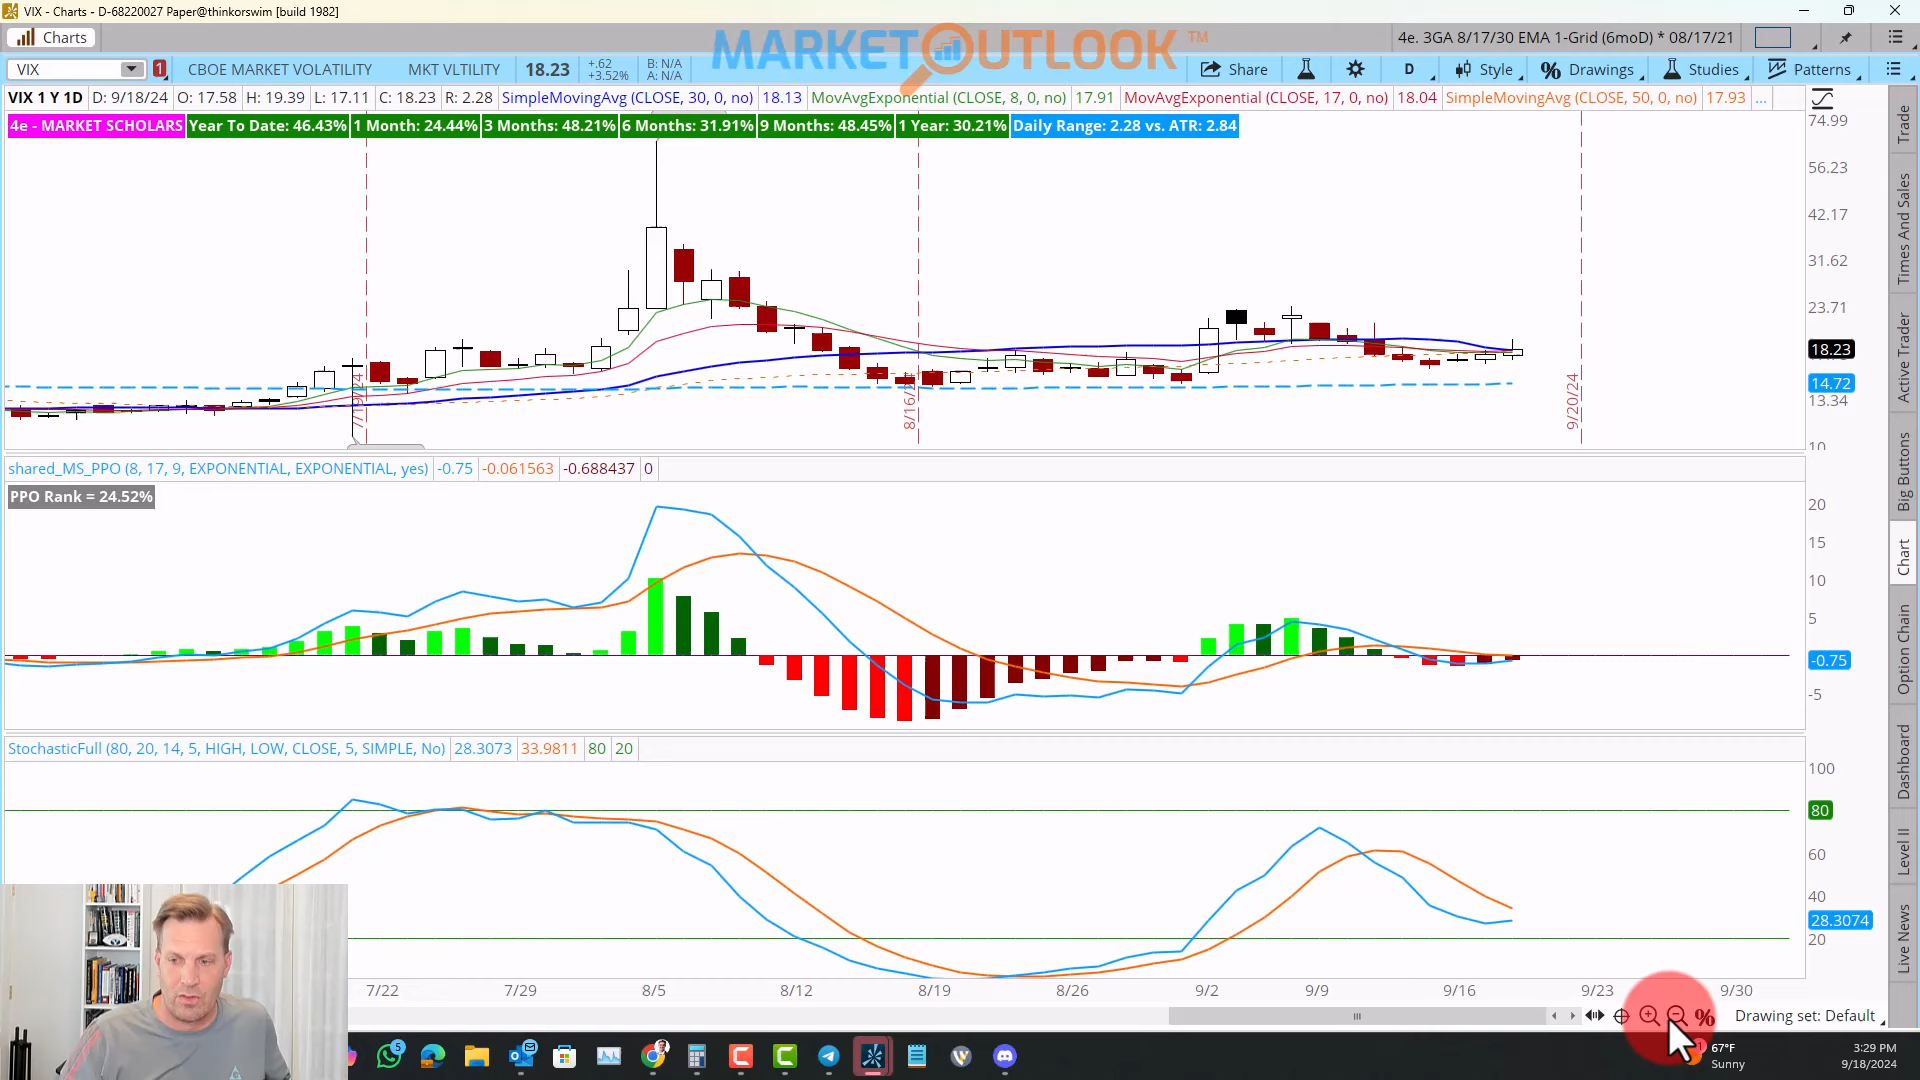 VIX - Charts - D-68220027 Paper@thinkorswim [build 1982]
Charts
MARKETOUTLOOK TM
4e. 3GA 8/17/30 EMA 1-Grid (6moD) * 08/17/21
VIX
1
CBOE MARKET VOLATILITY
MKT VLTILITY
18.23
+.62
+3.52%
B: N/A
A: N/A
Share
D
Style
Drawings
Studies
Patterns
VIX 1 Y 1D D: 9/18/24 O: 17.58 H: 19.39 L: 17.11 C: 18.23 R: 2.28 SimpleMovingAvg (CLOSE, 30, 0, no) 18.13 MovAvgExponential (CLOSE, 8, 0, no) 17.91 MovAvgExponential (CLOSE, 17, 0, no) 18.04 SimpleMovingAvg (CLOSE, 50, 0, no) 17.93 ...
4e - MARKET SCHOLARS Year To Date: 46.43% 1 Month: 24.44% 3 Months: 48.21% 6 Months: 31.91% 9 Months: 48.45% 1 Year: 30.21% Daily Range: 2.28 vs. ATR: 2.84
74.99
56.23
42.17
31.62
23.71
18.23
14.72
13.34
10
8/16/24
9/20/24
shared_MS_PPO (8, 17, 9, EXPONENTIAL, EXPONENTIAL, yes) -0.75 -0.061563 -0.688437 0
PPO Rank = 24.52%
20
15
10
5
-0.75
-5
StochasticFull (80, 20, 14, 5, HIGH, LOW, CLOSE, 5, SIMPLE, No) 28.3073 33.9811 80 20
100
80
60
40
28.3074
20
7/22 7/29 8/5 8/12 8/19 8/26 9/2 9/9 9/16 9/23 9/30
Drawing set: Default
Trade
Times And Sales
Active Trader
Big Buttons
Chart
Option Chain
Dashboard
Level II
Live News
5
67°F
Sunny
3:29 PM
9/18/2024